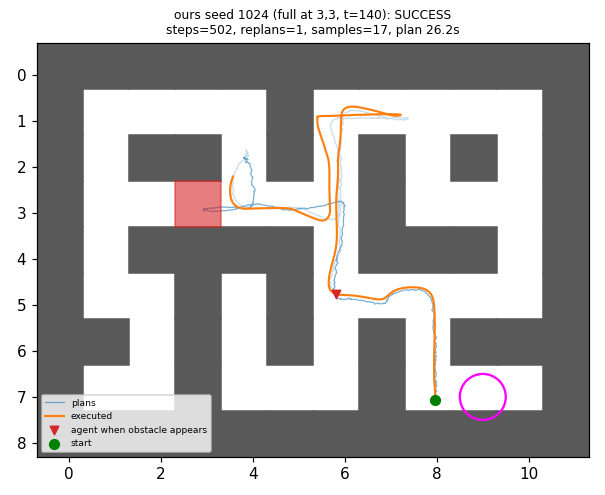 ours seed 1024 (full at 3,3, t=140): SUCCESS
steps=502, replans=1, samples=17, plan 26.2s
0
1
2
3
4
5
6
7
8
plans
executed
agent when obstacle appears
start
0 2 4 6 8 10